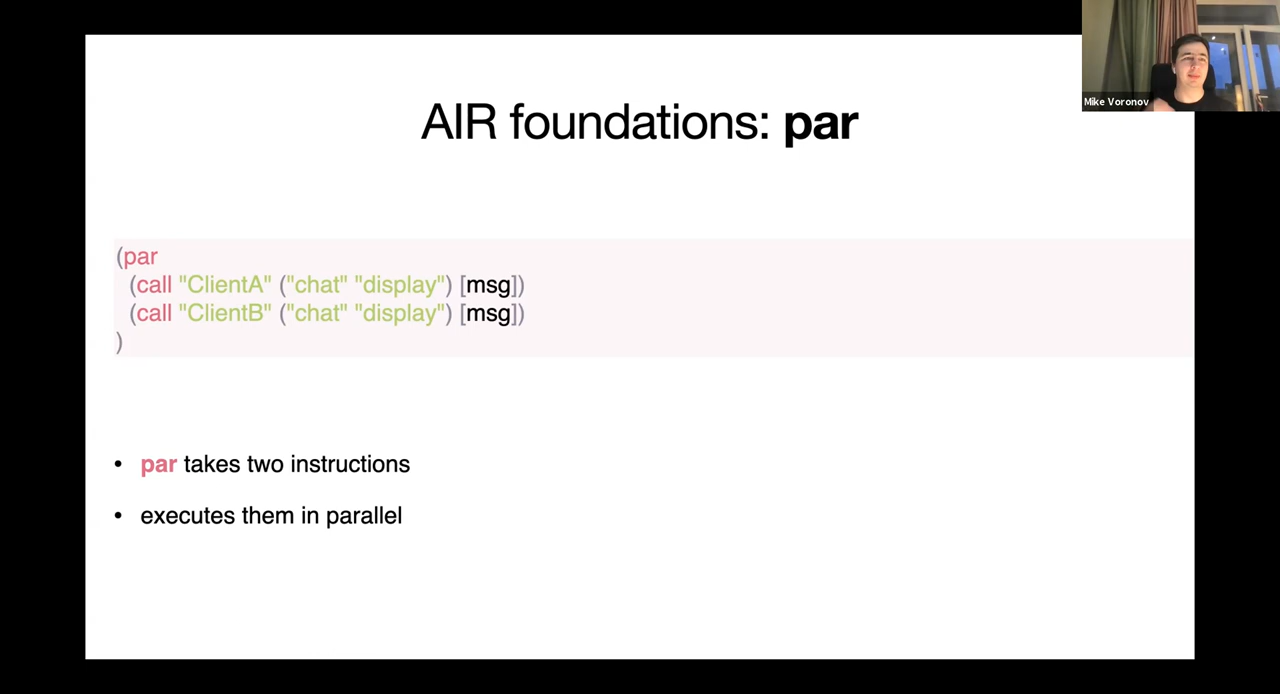 AIR foundations: par
Mike Voronov
(par
(call "ClientA" ("chat" "display") [msg])
(call "ClientB" ("chat" "display") [msg])
)
• par takes two instructions
• executes them in parallel